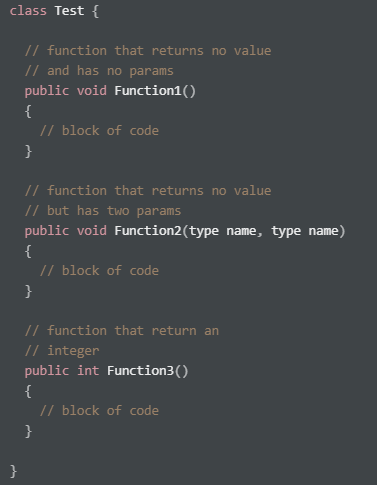 class Test {
// function that returns no value
// and has no params
public void Function1()
{
// block of code
}
// function that returns no value
// but has two params
public void Function2(type name, type name)
{
// block of code
}
// function that return an
// integer
public int Function3()
{
// block of code
}
}